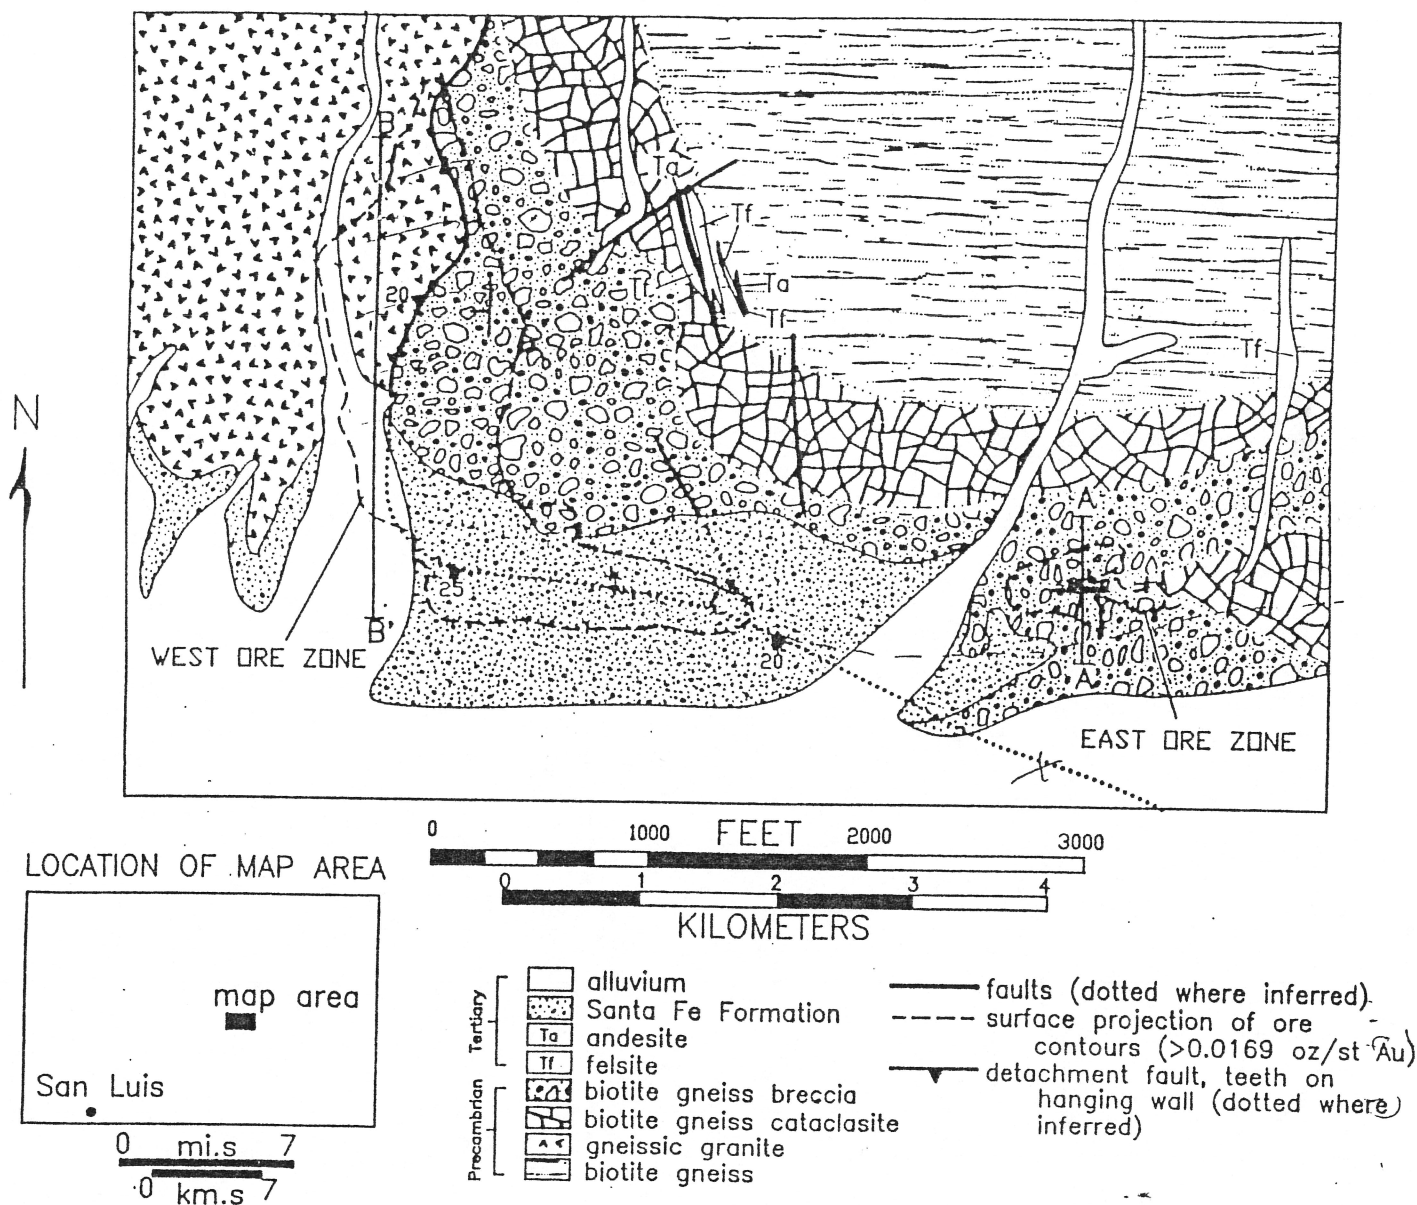 B
Ta
Tf
Tf
Ta
Tf
20
Tf
N
A
25
B'
20
A'
WEST ORE ZONE
EAST ORE ZONE
0 1000 FEET 2000 3000
0 1 2 3 4
KILOMETERS
LOCATION OF MAP AREA
map area
San Luis
0 mi.s 7
0 km.s 7
Tertiary
alluvium
Santa Fe Formation
Ta andesite
Tf felsite
Precambrian
biotite gneiss breccia
biotite gneiss cataclasite
gneissic granite
biotite gneiss
faults (dotted where inferred)
surface projection of ore
contours (>0.0169 oz/st Au)
detachment fault, teeth on
hanging wall (dotted where
inferred)